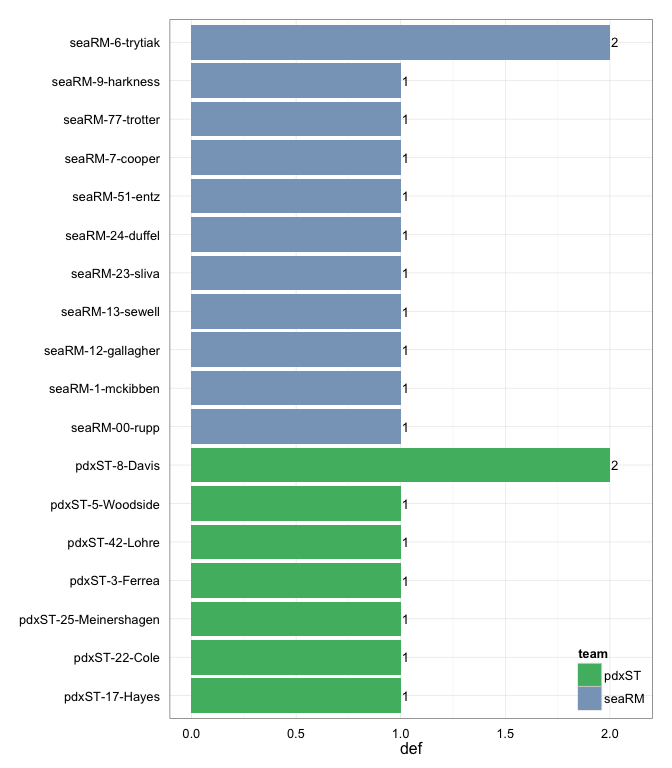 seaRM-6-trytiak 2
seaRM-9-harkness 1
seaRM-77-trotter 1
seaRM-7-cooper 1
seaRM-51-entz 1
seaRM-24-duffel 1
seaRM-23-sliva 1
seaRM-13-sewell 1
seaRM-12-gallagher 1
seaRM-1-mckibben 1
seaRM-00-rupp 1
pdxST-8-Davis 2
pdxST-5-Woodside 1
pdxST-42-Lohre 1
pdxST-3-Ferrea 1
pdxST-25-Meinershagen 1
pdxST-22-Cole 1
pdxST-17-Hayes 1
team
pdxST
seaRM
0.0 0.5 1.0 1.5 2.0
def